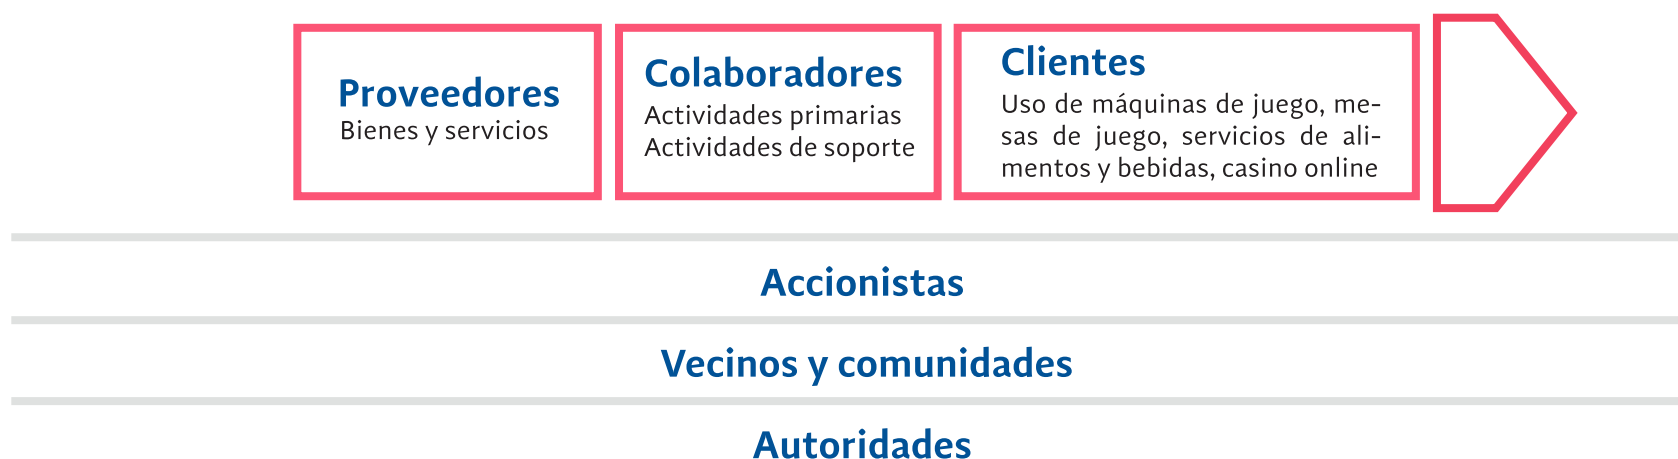 Proveedores
Bienes y servicios
Colaboradores
Actividades primarias
Actividades de soporte
Clientes
Uso de máquinas de juego, me-
sas de juego, servicios de ali-
mentos y bebidas, casino online
Accionistas
Vecinos y comunidades
Autoridades